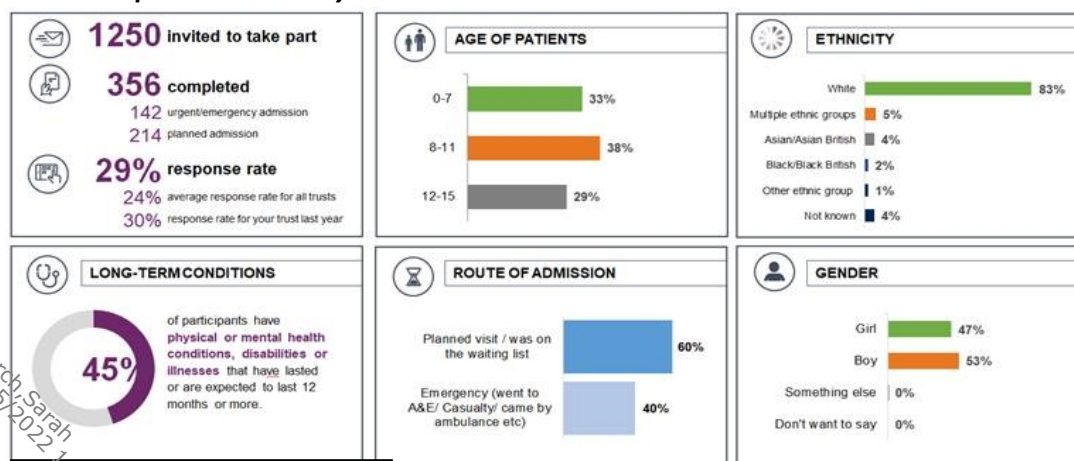 1250 invited to take part
356 completed
142 urgent/emergency admission
214 planned admission
29% response rate
24% average response rate for all trusts
30% response rate for your trust last year
AGE OF PATIENTS
0-7 33%
8-11 38%
12-15 29%
ETHNICITY
White 83%
Multiple ethnic groups 5%
Asian/Asian British 4%
Black/Black British 2%
Other ethnic group 1%
Not known 4%
LONG-TERM CONDITIONS
45%
of participants have
physical or mental health
conditions, disabilities or
illnesses that have lasted
or are expected to last 12
months or more.
ROUTE OF ADMISSION
Planned visit / was on
the waiting list
60%
Emergency (went to
A&E/ Casualty/ came by
ambulance etc)
40%
GENDER
Girl 47%
Boy 53%
Something else 0%
Don't want to say 0%
Sarah